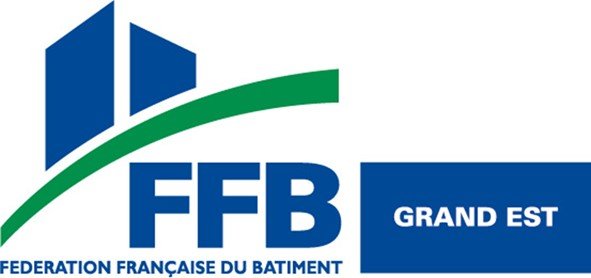 FFB
GRAND EST
FEDERATION FRANÇAISE DU BATIMENT